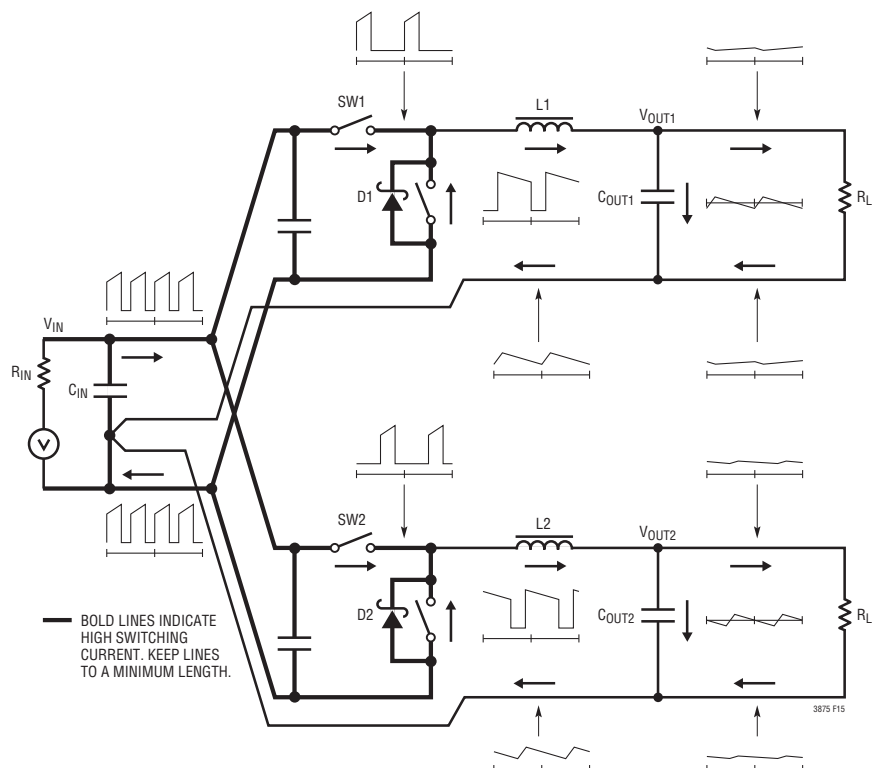 SW1
L1
VOUT1
D1
COUT1
RL
VIN
RIN
CIN
V
SW2
L2
VOUT2
D2
COUT2
RL
BOLD LINES INDICATE
HIGH SWITCHING
CURRENT. KEEP LINES
TO A MINIMUM LENGTH.
3875 F15